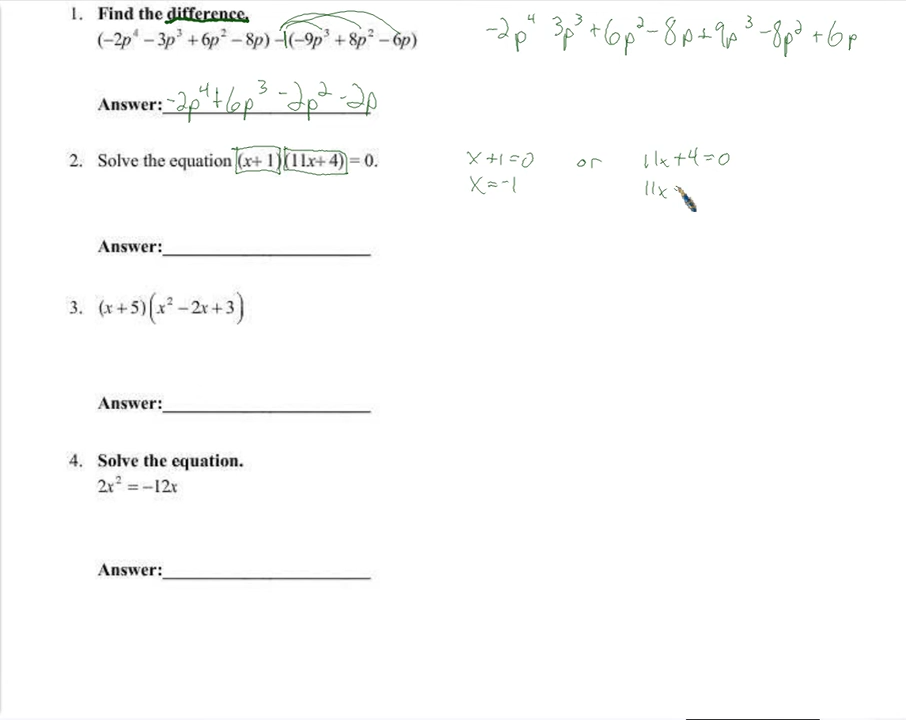 1. Find the difference.
(-2p⁴ – 3p³ + 6p² – 8p) -1(-9p³ + 8p² – 6p)
-2p⁴ 3p³ + 6p² - 8p + 9p³ - 8p² + 6p
Answer: -2p⁴ + 6p³ - 2p² - 2p
2. Solve the equation (x+ 1)(11x+ 4) = 0.
x + 1 = 0 or 11x + 4 = 0
x = -1 11x =
Answer:
3. (x + 5)(x² – 2x + 3)
Answer:
4. Solve the equation.
2x² = –12x
Answer: